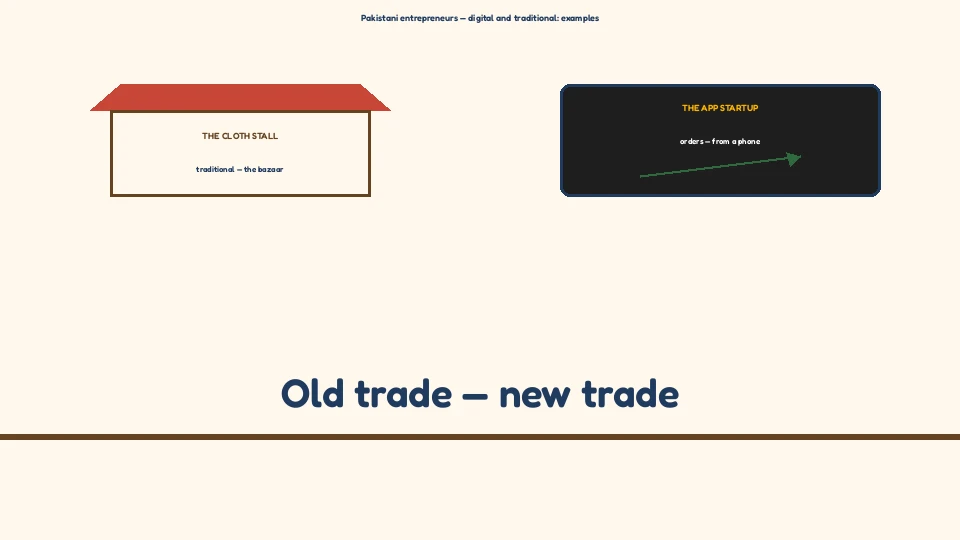 Pakistani entrepreneurs — digital and traditional: examples
THE CLOTH STALL
traditional — the bazaar
THE APP STARTUP
orders — from a phone
Old trade — new trade